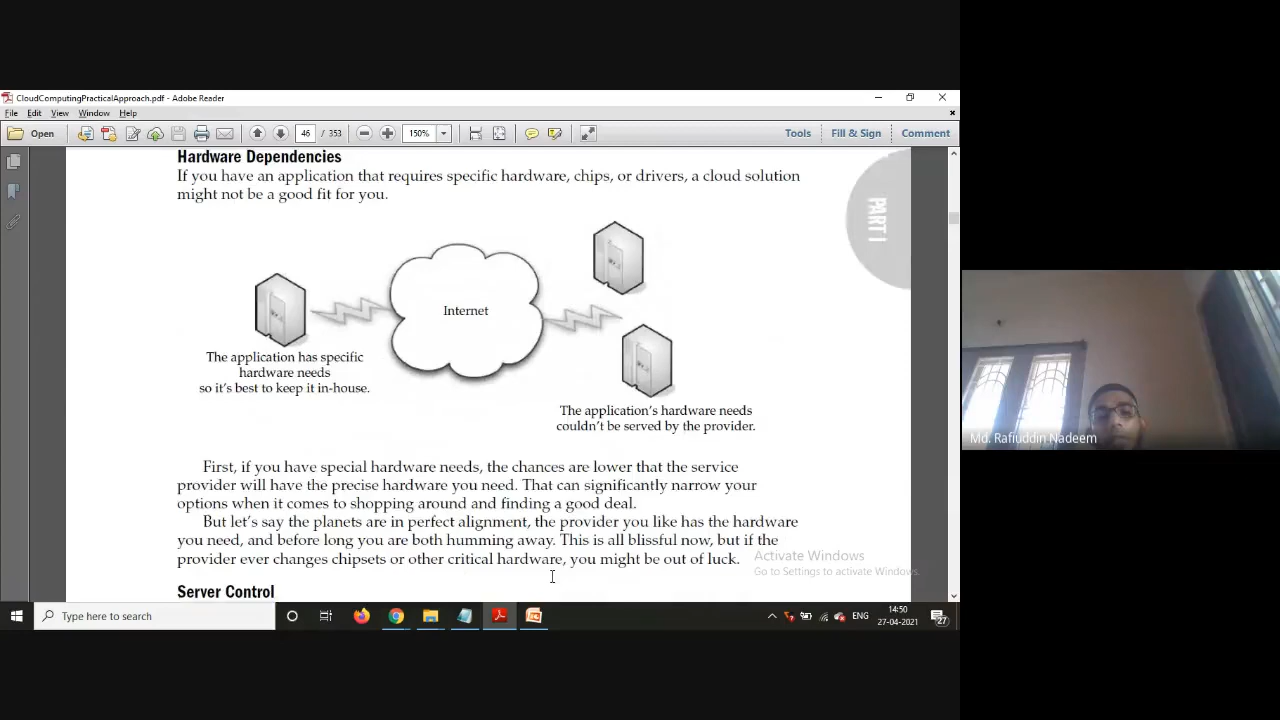 CloudComputingPracticalApproach.pdf - Adobe Reader
File Edit View Window Help
Open 46 / 353 150% Tools Fill & Sign Comment
Hardware Dependencies
If you have an application that requires specific hardware, chips, or drivers, a cloud solution
might not be a good fit for you.
PART I
Internet
The application has specific
hardware needs
so it's best to keep it in-house.
The application's hardware needs
couldn't be served by the provider.
First, if you have special hardware needs, the chances are lower that the service
provider will have the precise hardware you need. That can significantly narrow your
options when it comes to shopping around and finding a good deal.
But let's say the planets are in perfect alignment, the provider you like has the hardware
you need, and before long you are both humming away. This is all blissful now, but if the
provider ever changes chipsets or other critical hardware, you might be out of luck.
Activate Windows
Go to Settings to activate Windows.
Server Control
Type here to search
ENG
14:50
27-04-2021
27
Md. Rafiuddin Nadeem